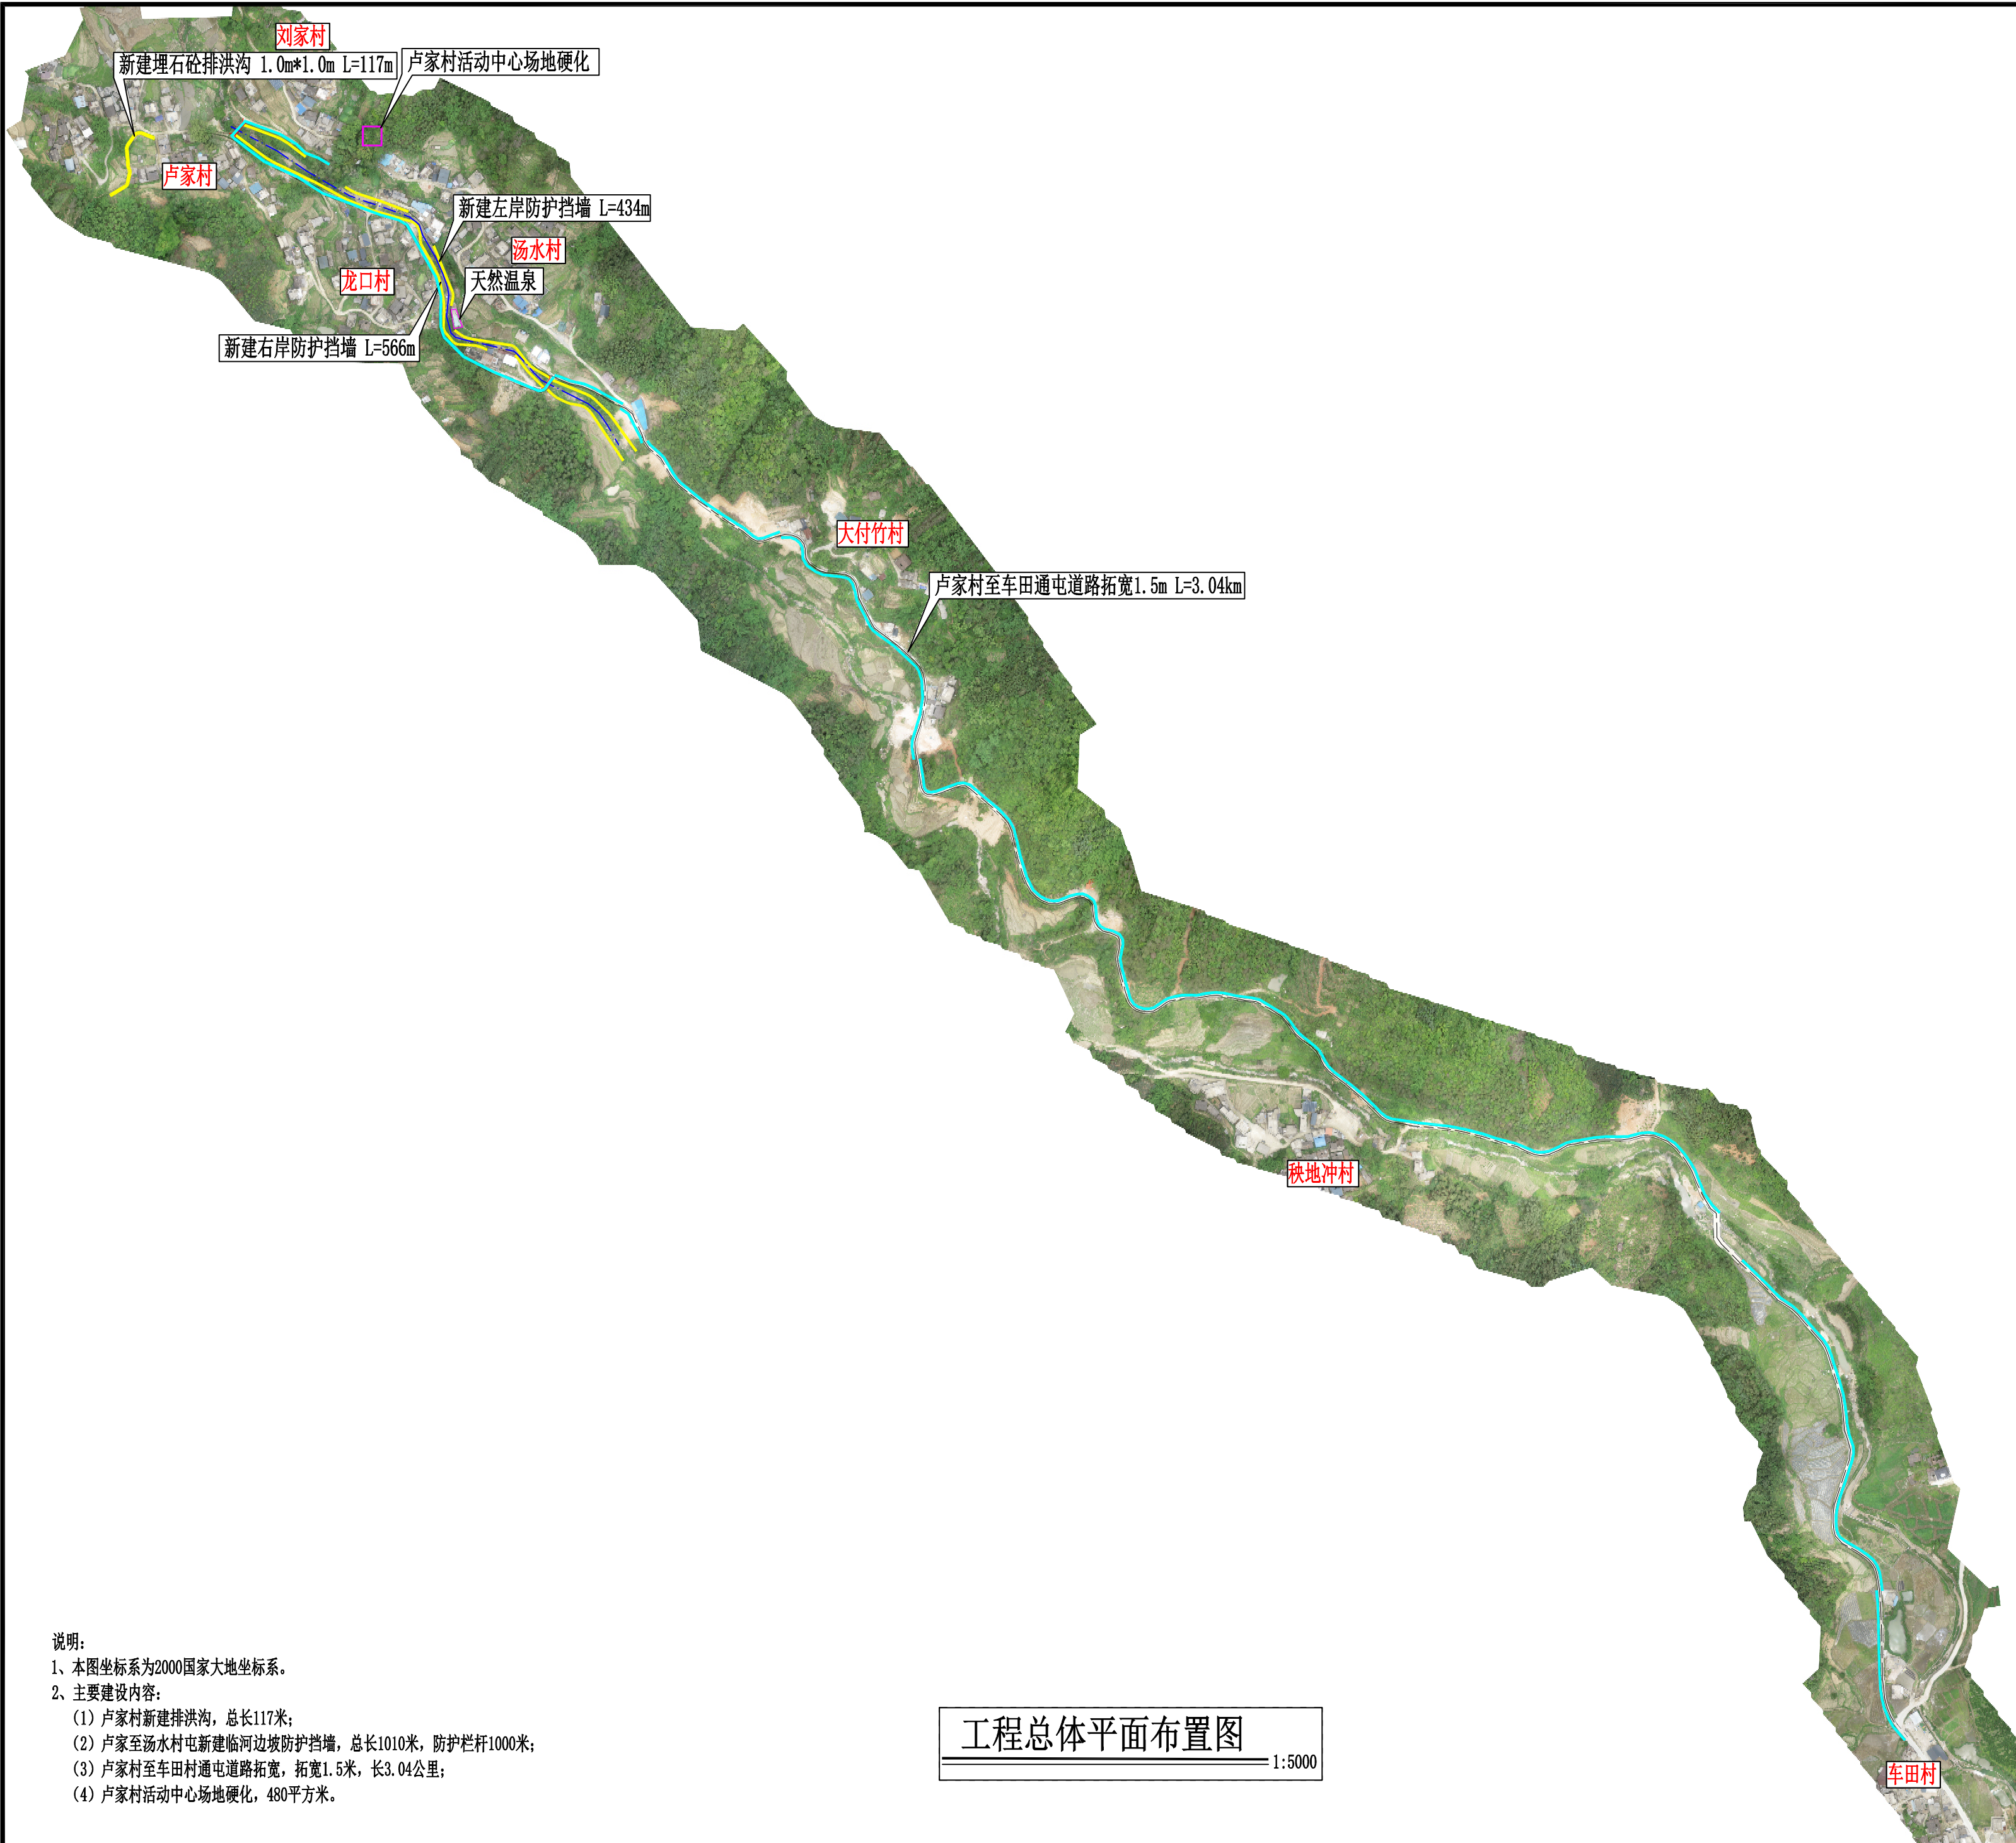 刘家村
新建埋石砼排洪沟 1.0m*1.0m L=117m
卢家村活动中心场地硬化
卢家村
新建左岸防护挡墙 L=434m
汤水村
龙口村
天然温泉
新建右岸防护挡墙 L=566m
大付竹村
卢家村至车田通屯道路拓宽1.5m L=3.04km
秧地冲村
说明：
1、本图坐标系为2000国家大地坐标系。
2、主要建设内容：
（1）卢家村新建排洪沟，总长117米；
（2）卢家至汤水村屯新建临河边坡防护挡墙，总长1010米，防护栏杆1000米；
（3）卢家村至车田村通屯道路拓宽，拓宽1.5米，长3.04公里；
（4）卢家村活动中心场地硬化，480平方米。
工程总体平面布置图
1:5000
车田村